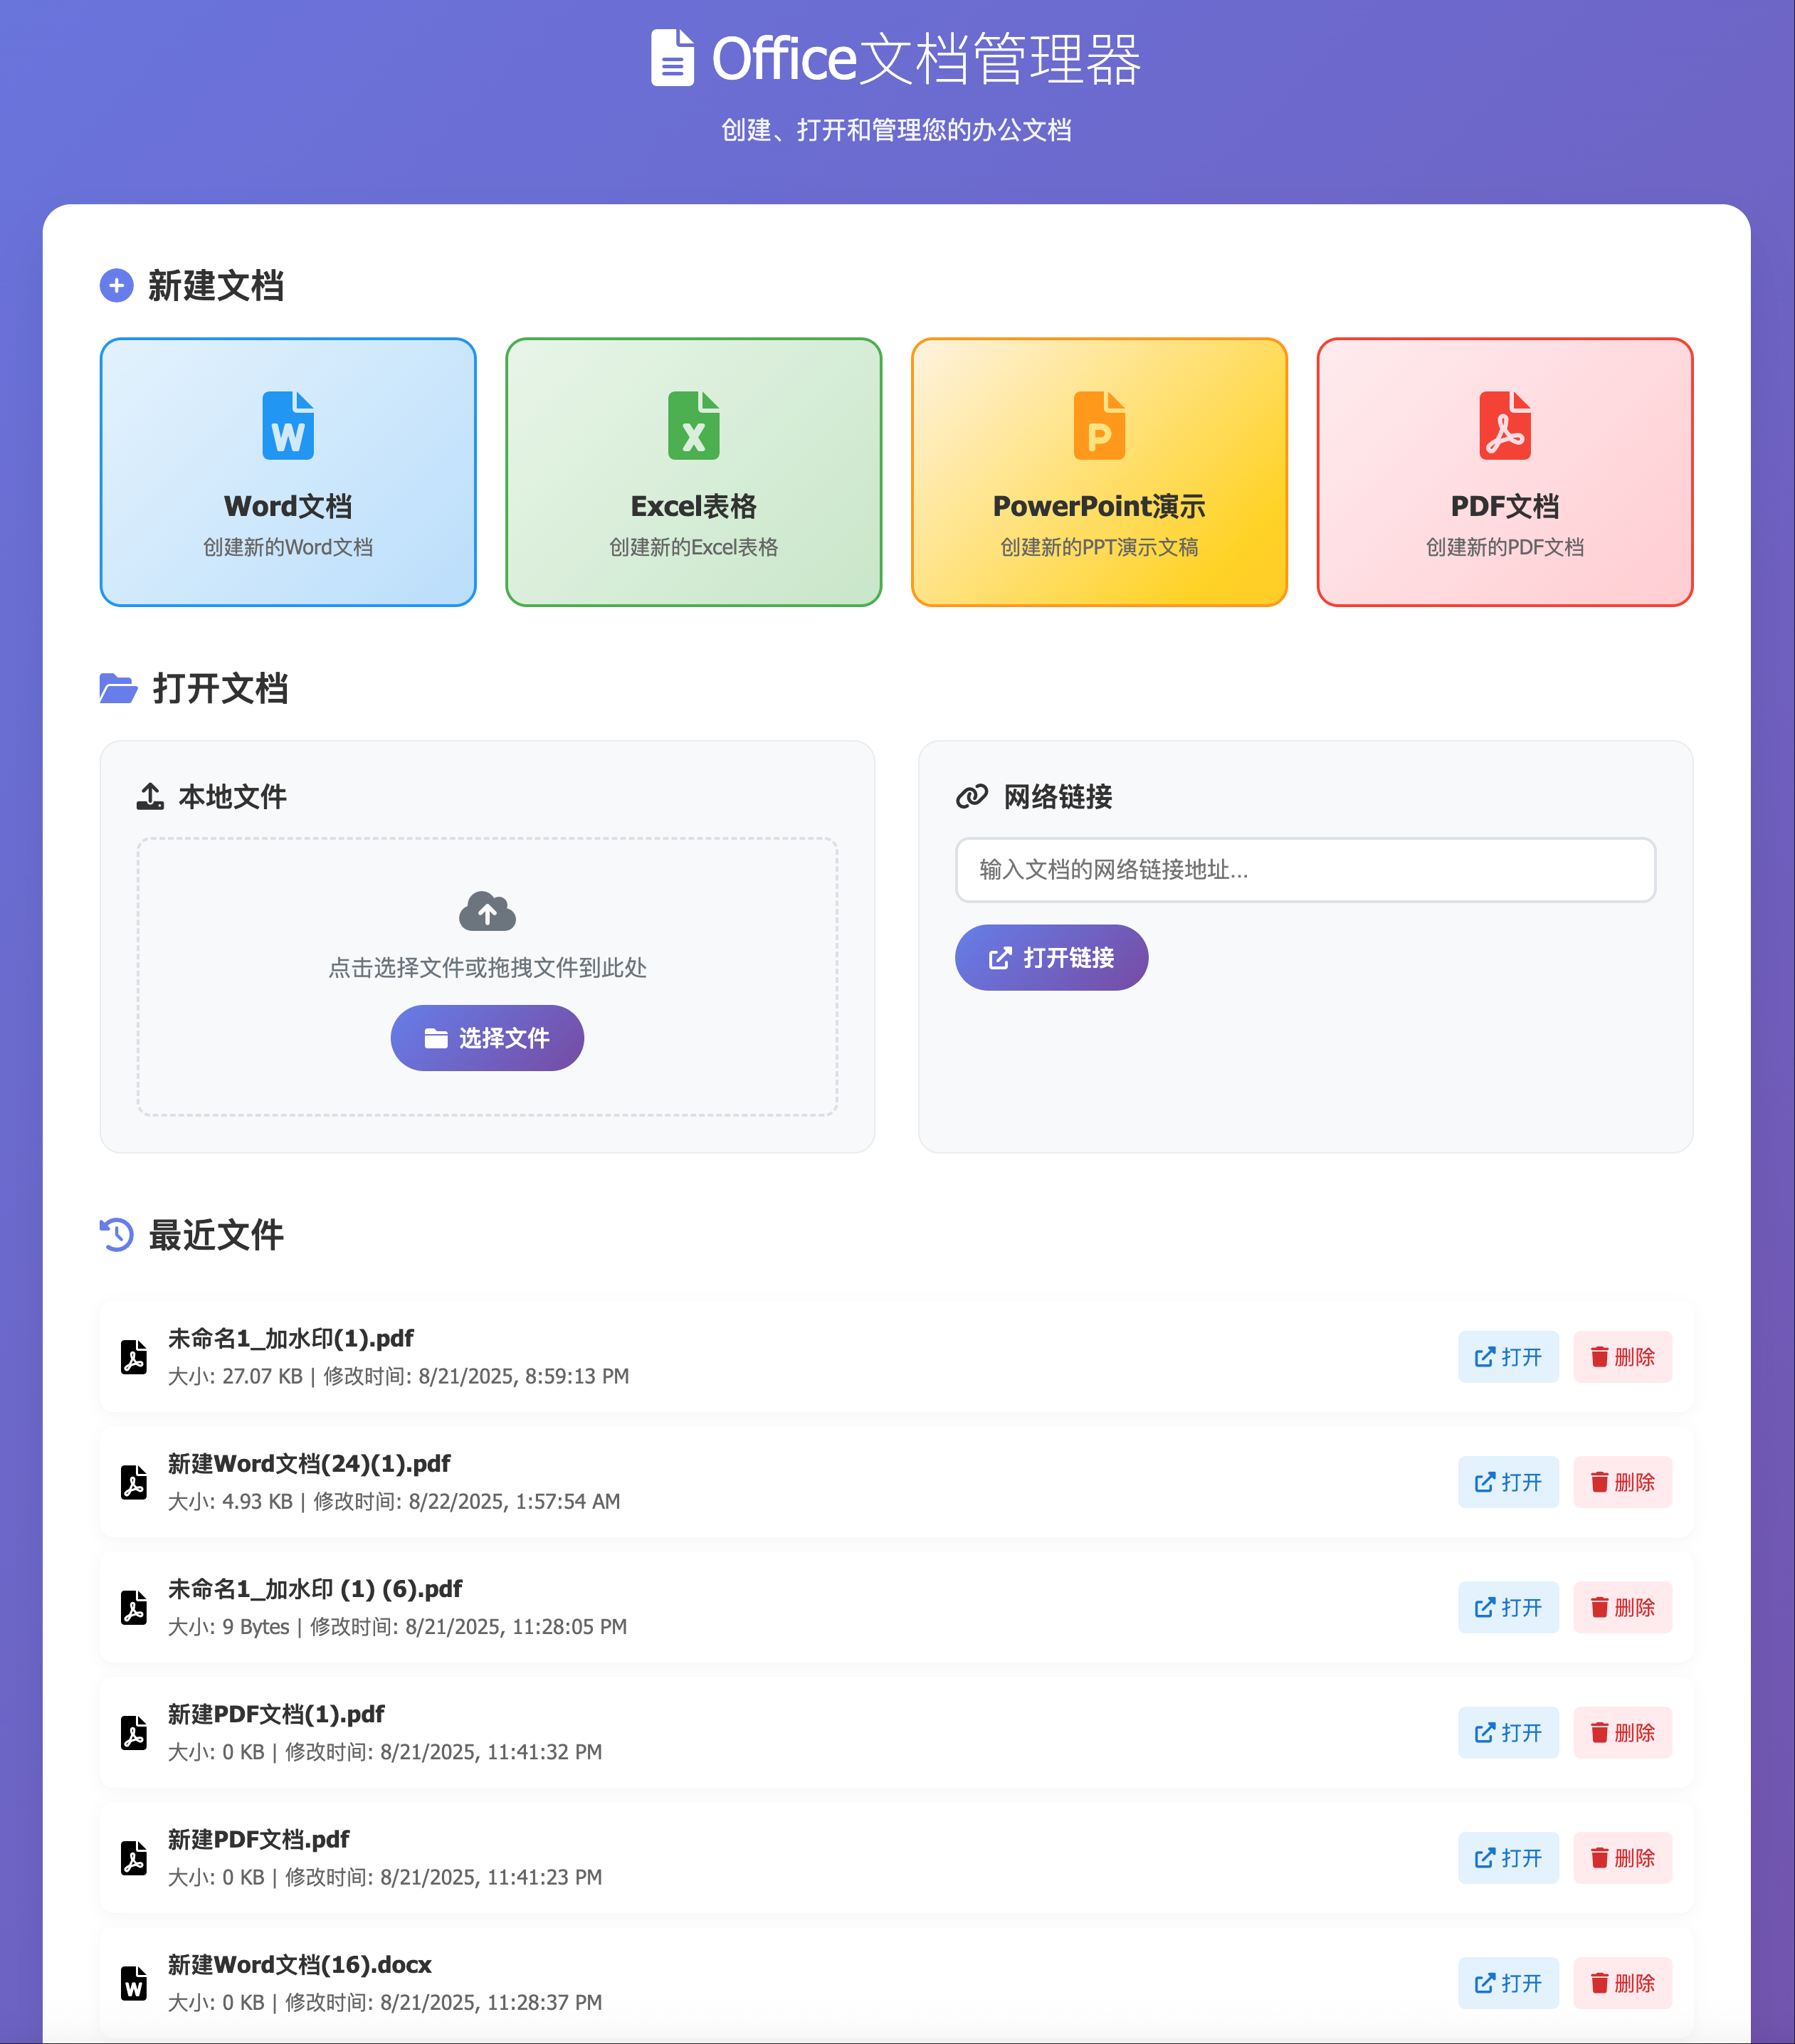 Office文档管理器
创建、打开和管理您的办公文档
新建文档
Word文档
创建新的Word文档
Excel表格
创建新的Excel表格
PowerPoint演示
创建新的PPT演示文稿
PDF文档
创建新的PDF文档
打开文档
本地文件
点击选择文件或拖拽文件到此处
选择文件
网络链接
输入文档的网络链接地址...
打开链接
最近文件
未命名1_加水印(1).pdf
大小: 27.07 KB | 修改时间: 8/21/2025, 8:59:13 PM
打开 删除
新建Word文档(24)(1).pdf
大小: 4.93 KB | 修改时间: 8/22/2025, 1:57:54 AM
打开 删除
未命名1_加水印 (1) (6).pdf
大小: 9 Bytes | 修改时间: 8/21/2025, 11:28:05 PM
打开 删除
新建PDF文档(1).pdf
大小: 0 KB | 修改时间: 8/21/2025, 11:41:32 PM
打开 删除
新建PDF文档.pdf
大小: 0 KB | 修改时间: 8/21/2025, 11:41:23 PM
打开 删除
新建Word文档(16).docx
大小: 0 KB | 修改时间: 8/21/2025, 11:28:37 PM
打开 删除